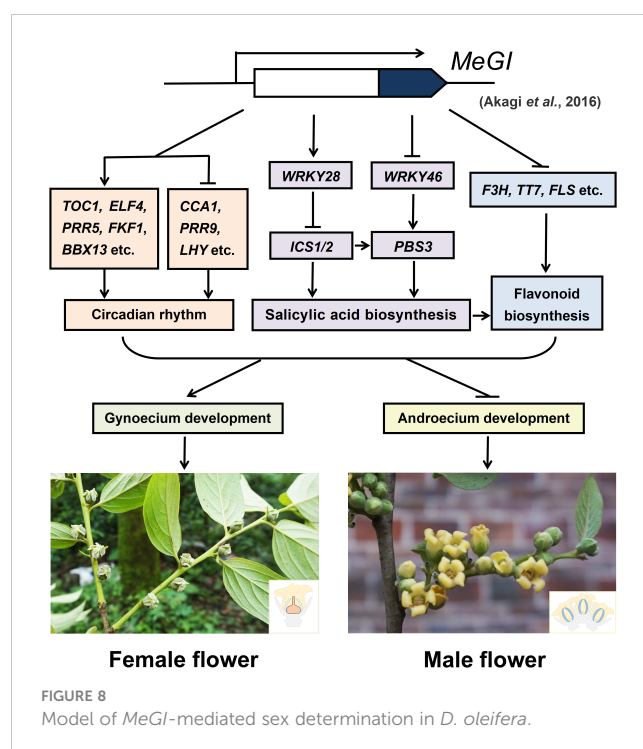 MeGI
(Akagi et al., 2016)
TOC1, ELF4,
PRR5, FKF1,
BBX13 etc.
CCA1,
PRR9,
LHY etc.
WRKY28
WRKY46
F3H, TT7, FLS etc.
ICS1/2
PBS3
Circadian rhythm
Salicylic acid biosynthesis
Flavonoid
biosynthesis
Gynoecium development
Androecium development
Female flower
Male flower
FIGURE 8
Model of MeGI-mediated sex determination in D. oleifera.